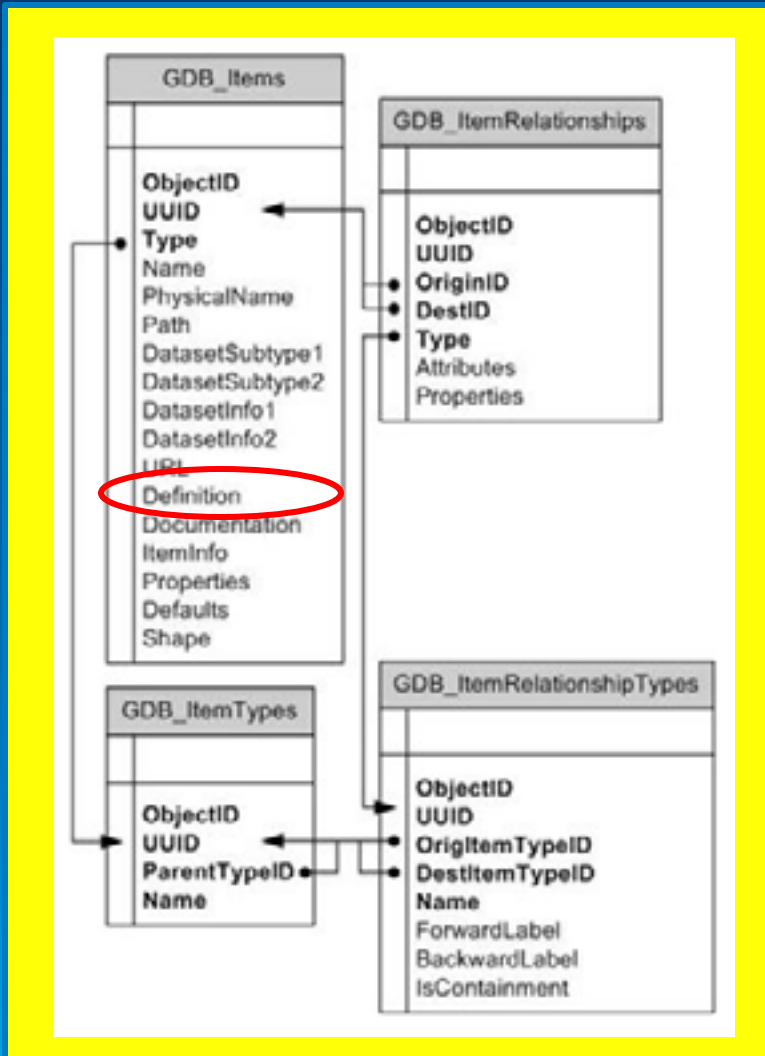 GDB_Items
ObjectID
UUID
Type
Name
PhysicalName
Path
DatasetSubtype1
DatasetSubtype2
DatasetInfo1
DatasetInfo2
URL
Definition
Documentation
ItemInfo
Properties
Defaults
Shape
GDB_ItemRelationships
ObjectID
UUID
OriginID
DestID
Type
Attributes
Properties
GDB_ItemTypes
ObjectID
UUID
ParentTypeID
Name
GDB_ItemRelationshipTypes
ObjectID
UUID
OrigItemTypeID
DestItemTypeID
Name
ForwardLabel
BackwardLabel
IsContainment